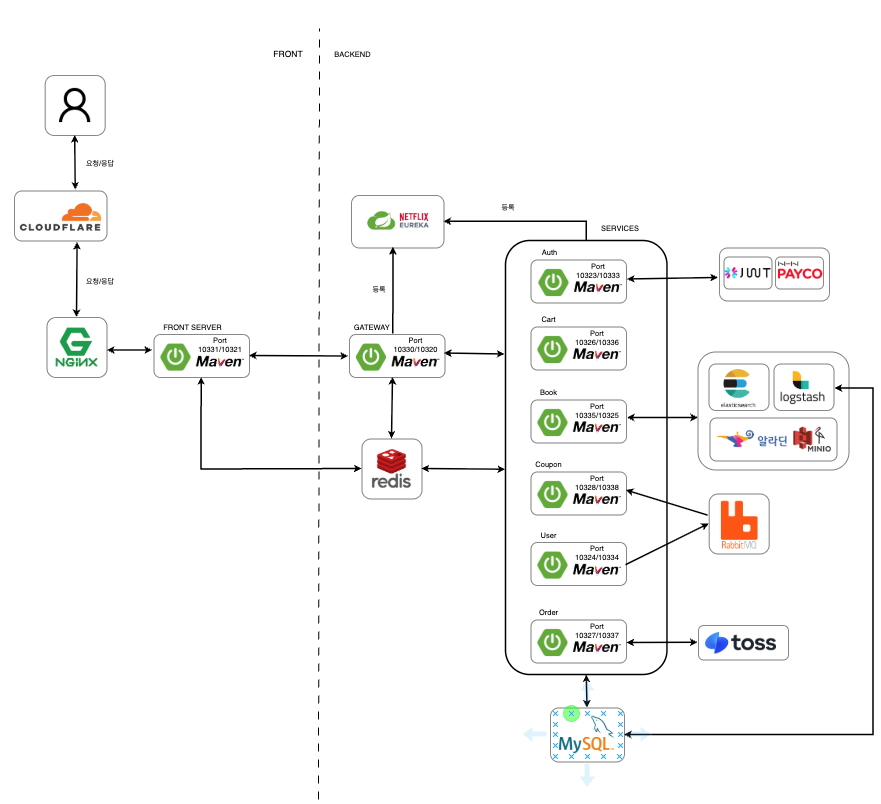 FRONT
BACKEND
요청/응답
CLOUDFLARE
요청/응답
NGINX
FRONT SERVER
Port
10331/10321
Maven
NETFLIX
EUREKA
등록
등록
GATEWAY
Port
10330/10320
Maven
redis
SERVICES
Auth
Port
10323/10333
Maven
JWT
NHN
PAYCO
Cart
Port
10326/10336
Maven
Book
Port
10335/10325
Maven
elasticsearch
logstash
알라딘
MINIO
Coupon
Port
10328/10338
Maven
RabbitMQ
User
Port
10324/10334
Maven
Order
Port
10327/10337
Maven
toss
MySQL